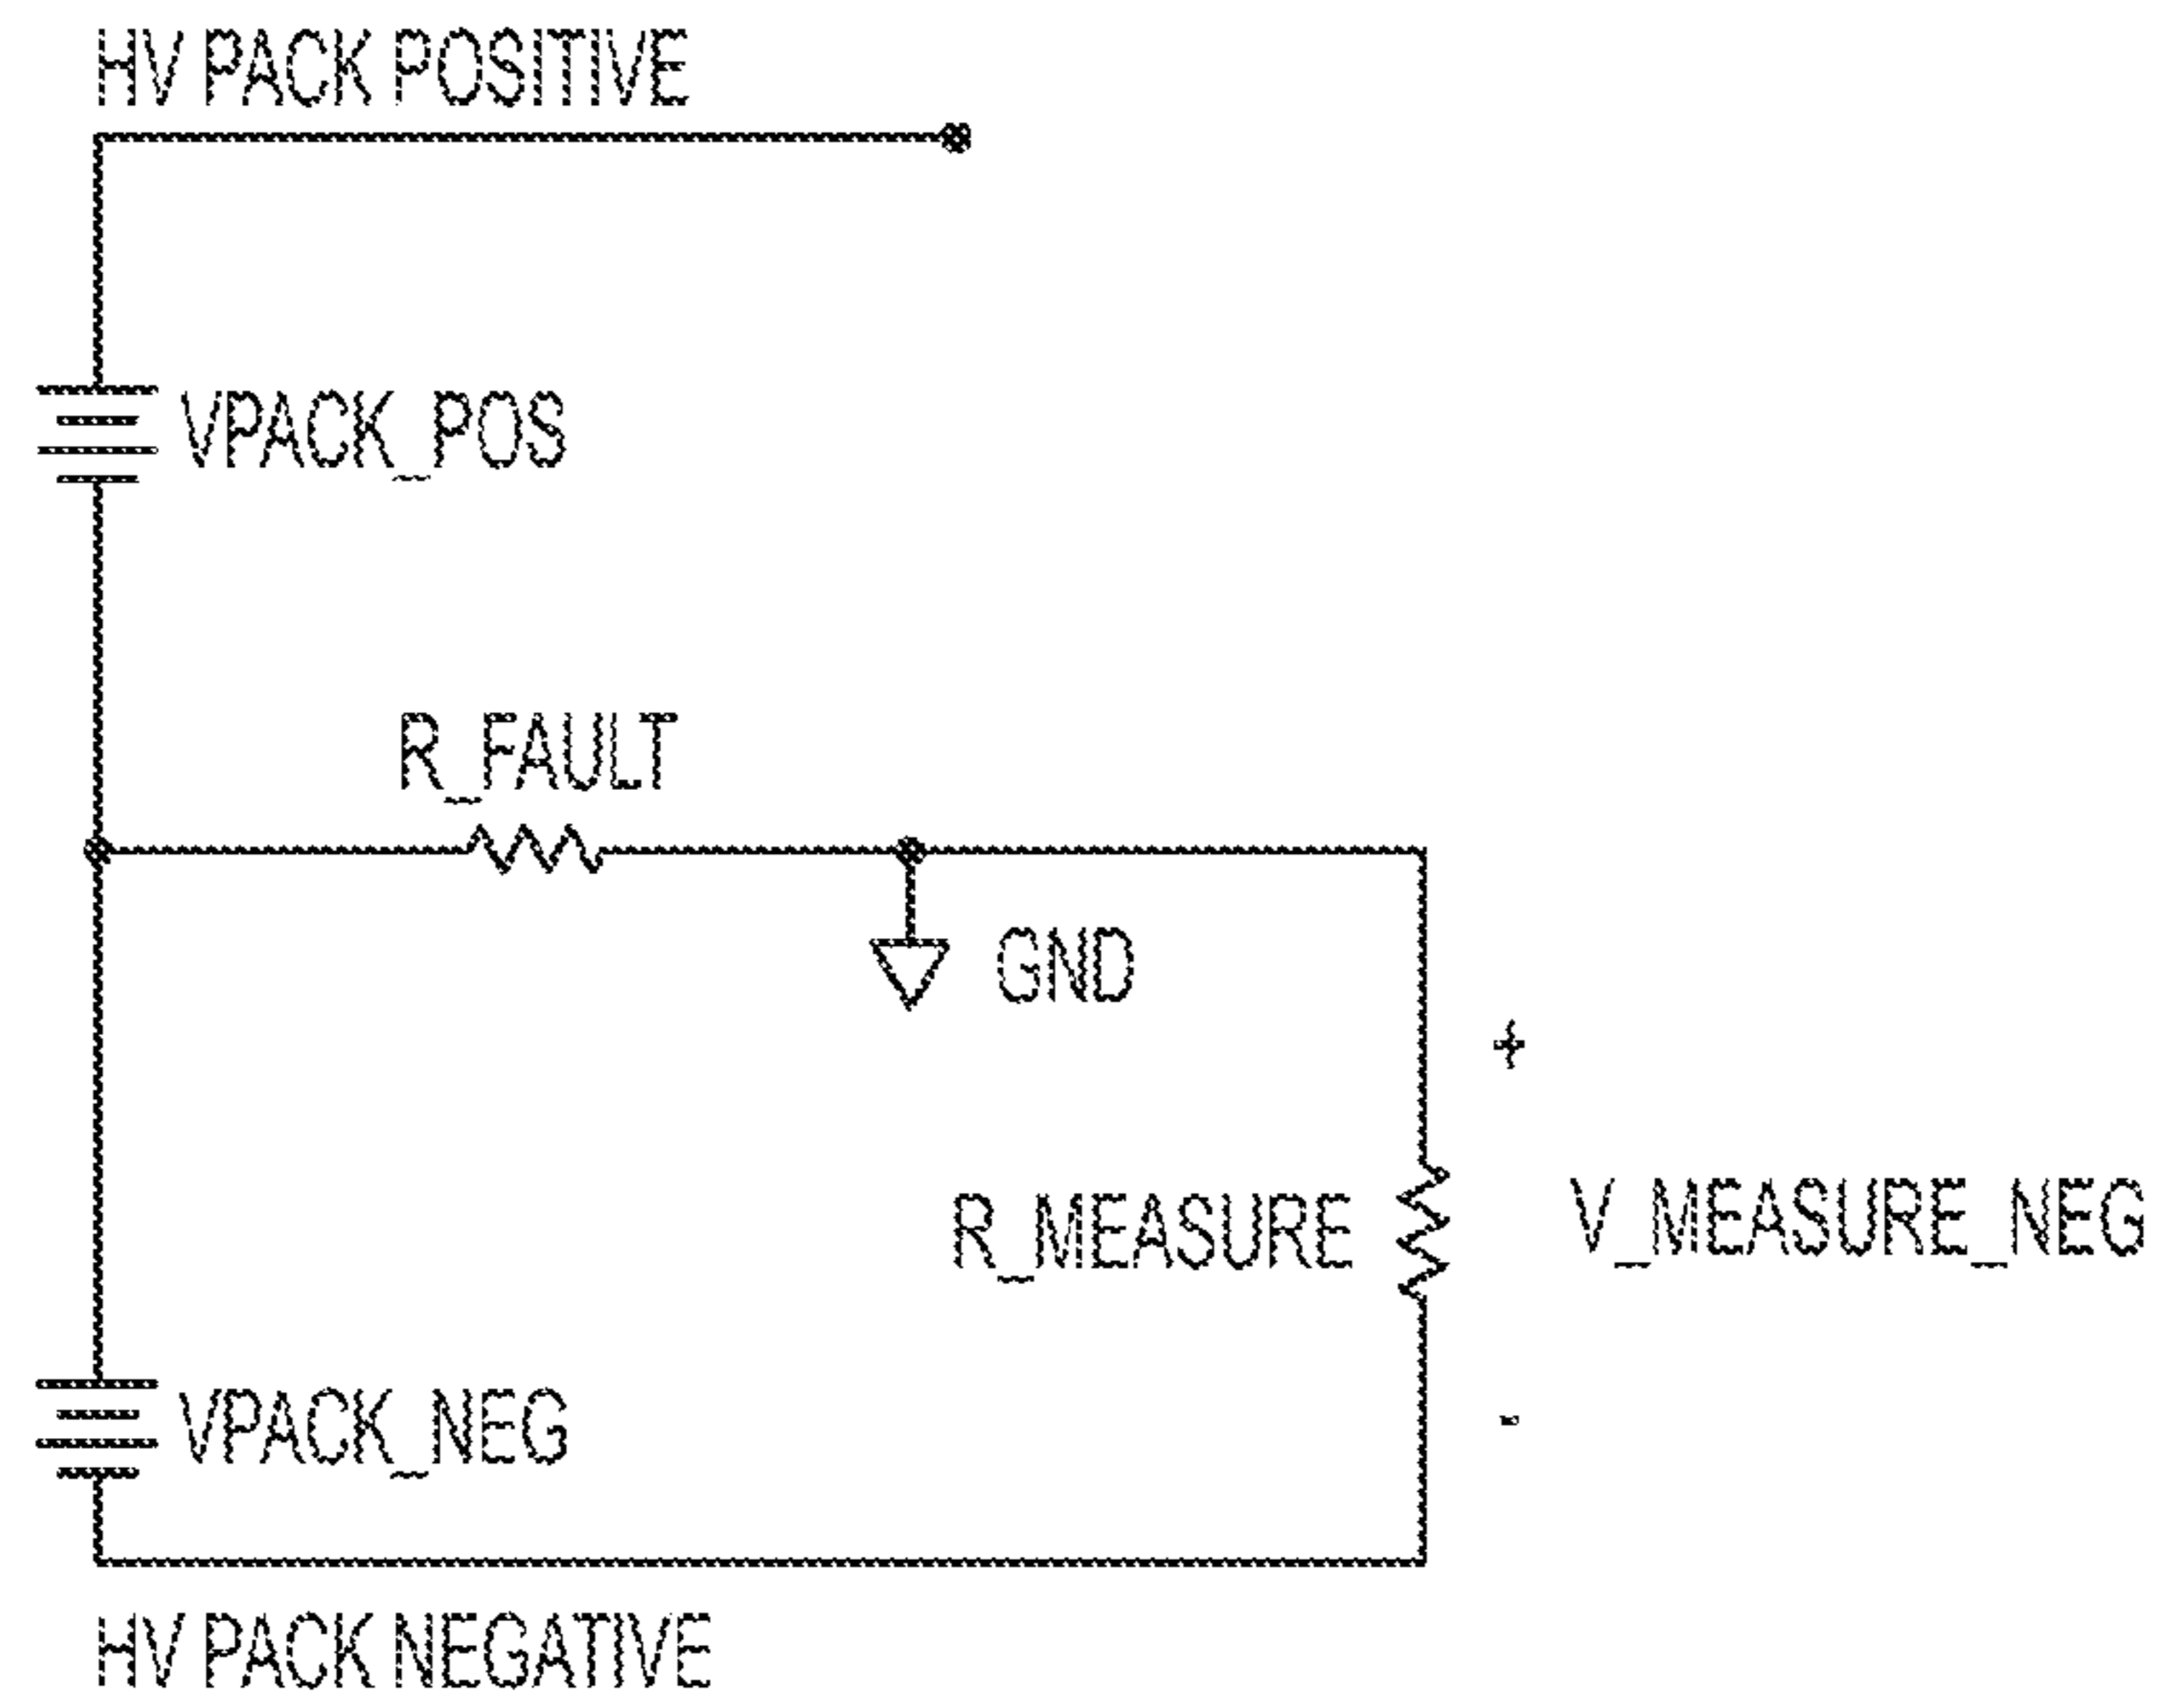 HV PACK POSITIVE
VPACK_POS
R_FAULT
GND
+
R_MEASURE
V_MEASURE_NEG
-
VPACK_NEG
HV PACK NEGATIVE